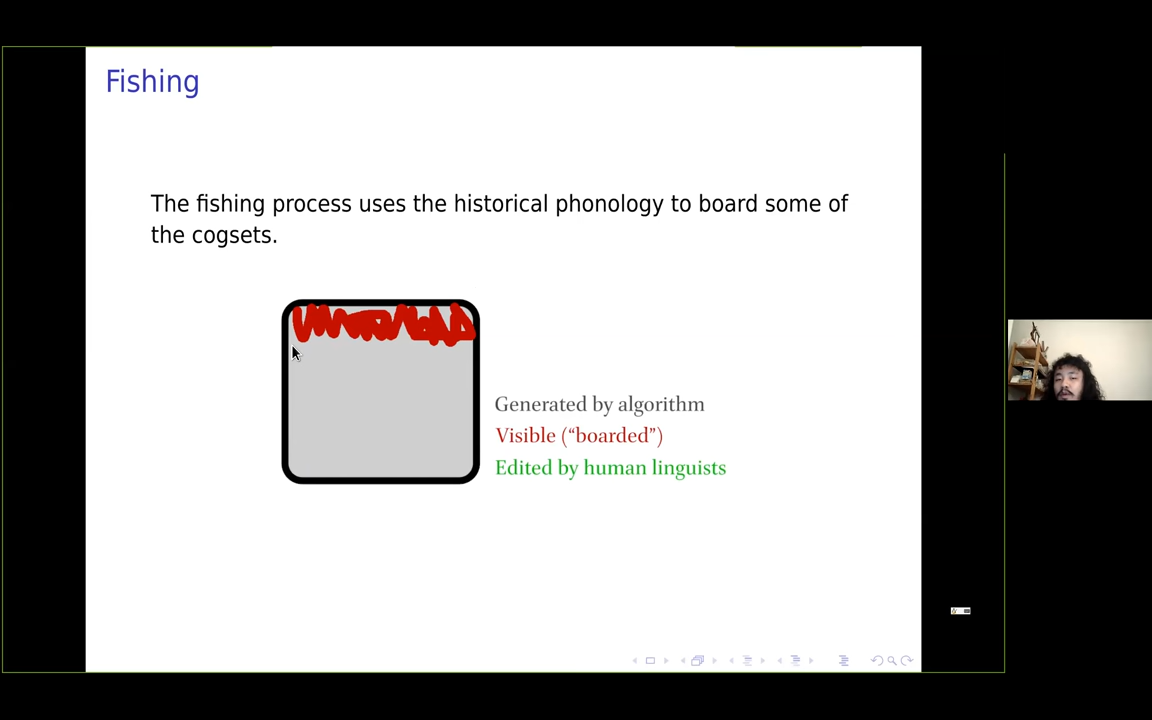 Fishing
The fishing process uses the historical phonology to board some of
the cogsets.
Generated by algorithm
Visible (“boarded”)
Edited by human linguists